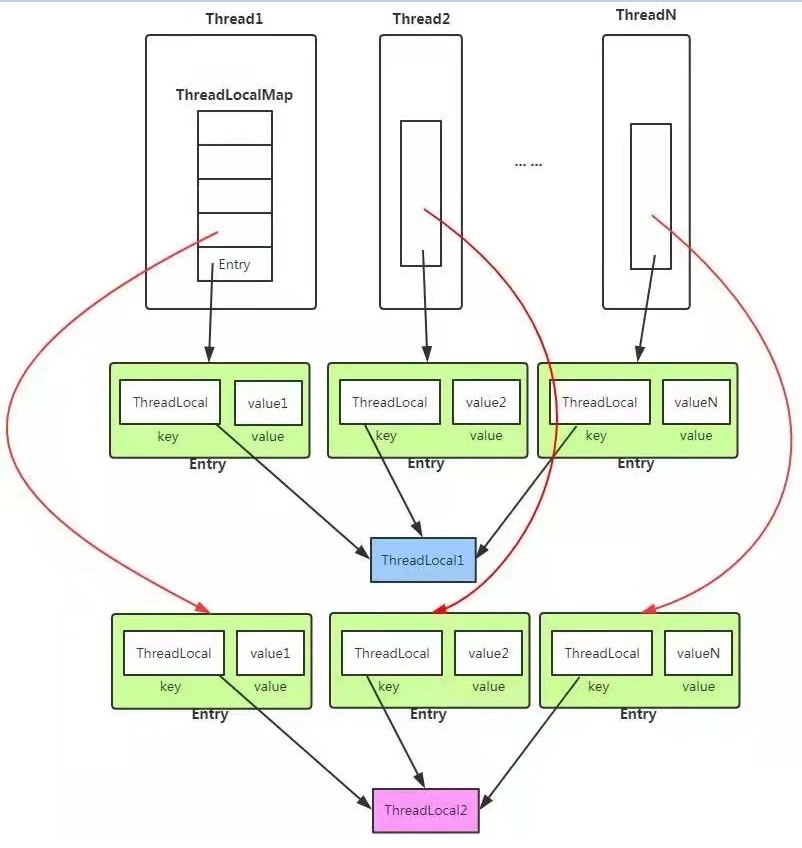 Thread1
Thread2
ThreadN
ThreadLocalMap
... ...
Entry
ThreadLocal
value1
key
value
Entry
ThreadLocal
value2
key
value
Entry
ThreadLocal
valueN
key
value
Entry
ThreadLocal1
ThreadLocal
value1
key
value
Entry
ThreadLocal
value2
key
value
Entry
ThreadLocal
valueN
key
value
Entry
ThreadLocal2